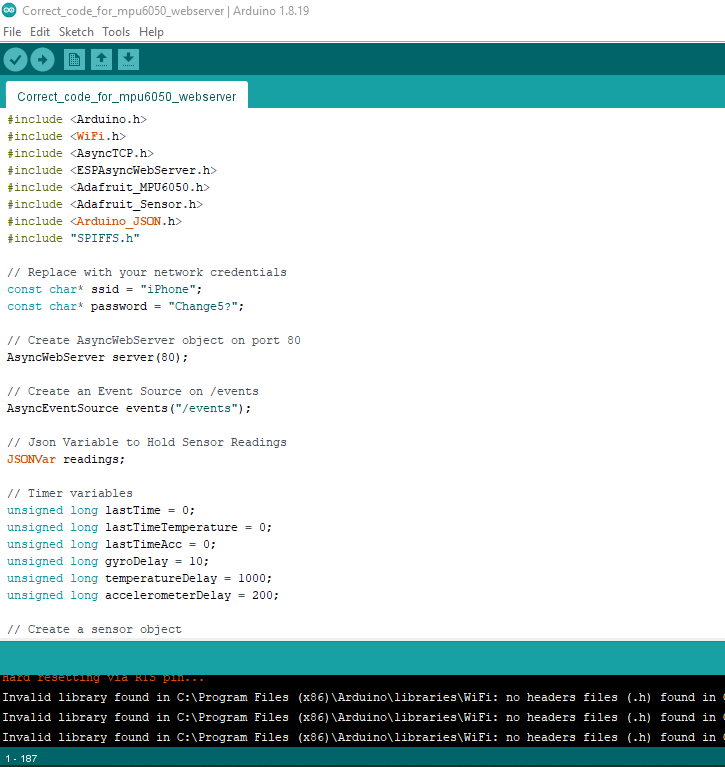 Correct_code_for_mpu6050_webserver | Arduino 1.8.19
File Edit Sketch Tools Help
Correct_code_for_mpu6050_webserver
#include <Arduino.h>
#include <WiFi.h>
#include <AsyncTCP.h>
#include <ESPAsyncWebServer.h>
#include <Adafruit_MPU6050.h>
#include <Adafruit_Sensor.h>
#include <Arduino_JSON.h>
#include "SPIFFS.h"
// Replace with your network credentials
const char* ssid = "iPhone";
const char* password = "Change5?";
// Create AsyncWebServer object on port 80
AsyncWebServer server(80);
// Create an Event Source on /events
AsyncEventSource events("/events");
// Json Variable to Hold Sensor Readings
JSONVar readings;
// Timer variables
unsigned long lastTime = 0;
unsigned long lastTimeTemperature = 0;
unsigned long lastTimeAcc = 0;
unsigned long gyroDelay = 10;
unsigned long temperatureDelay = 1000;
unsigned long accelerometerDelay = 200;
// Create a sensor object
Hard resetting via RTS pin...
Invalid library found in C:\Program Files (x86)\Arduino\libraries\WiFi: no headers files (.h) found in
Invalid library found in C:\Program Files (x86)\Arduino\libraries\WiFi: no headers files (.h) found in
Invalid library found in C:\Program Files (x86)\Arduino\libraries\WiFi: no headers files (.h) found in
1 - 187